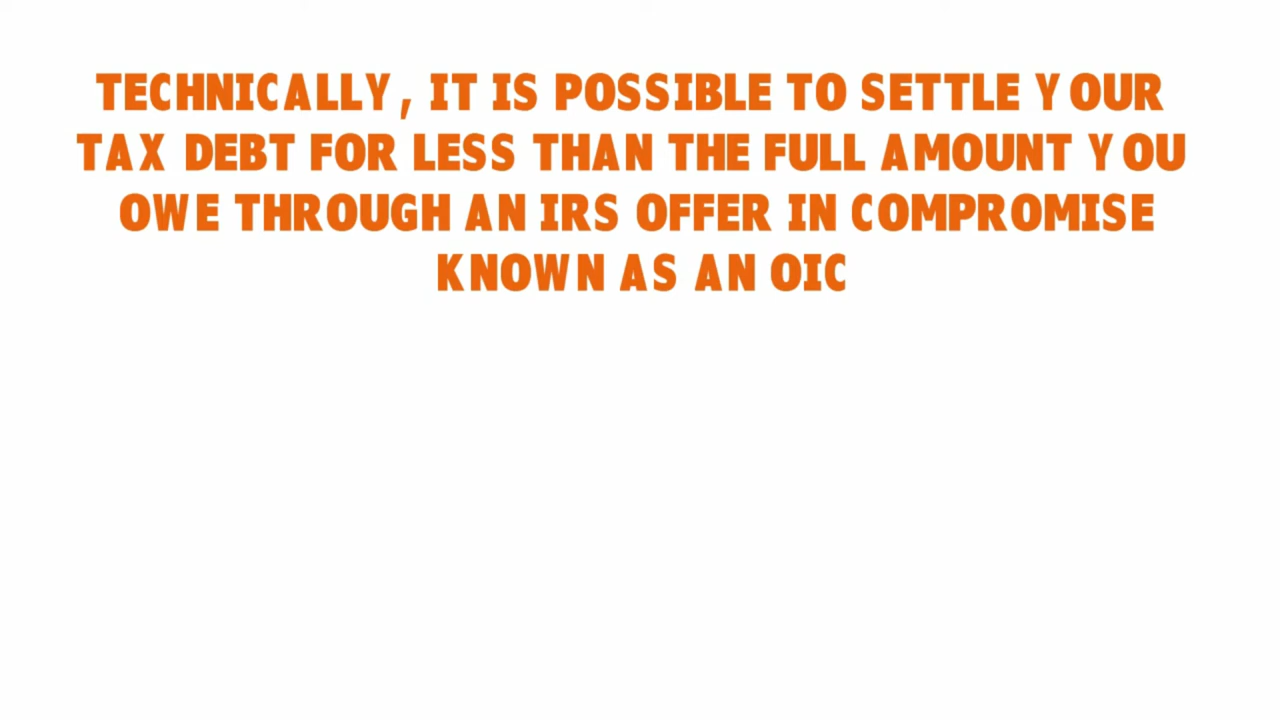 TECHNICALLY, IT IS POSSIBLE TO SETTLE YOUR
TAX DEBT FOR LESS THAN THE FULL AMOUNT YOU
OWE THROUGH AN IRS OFFER IN COMPROMISE
KNOWN AS AN OIC